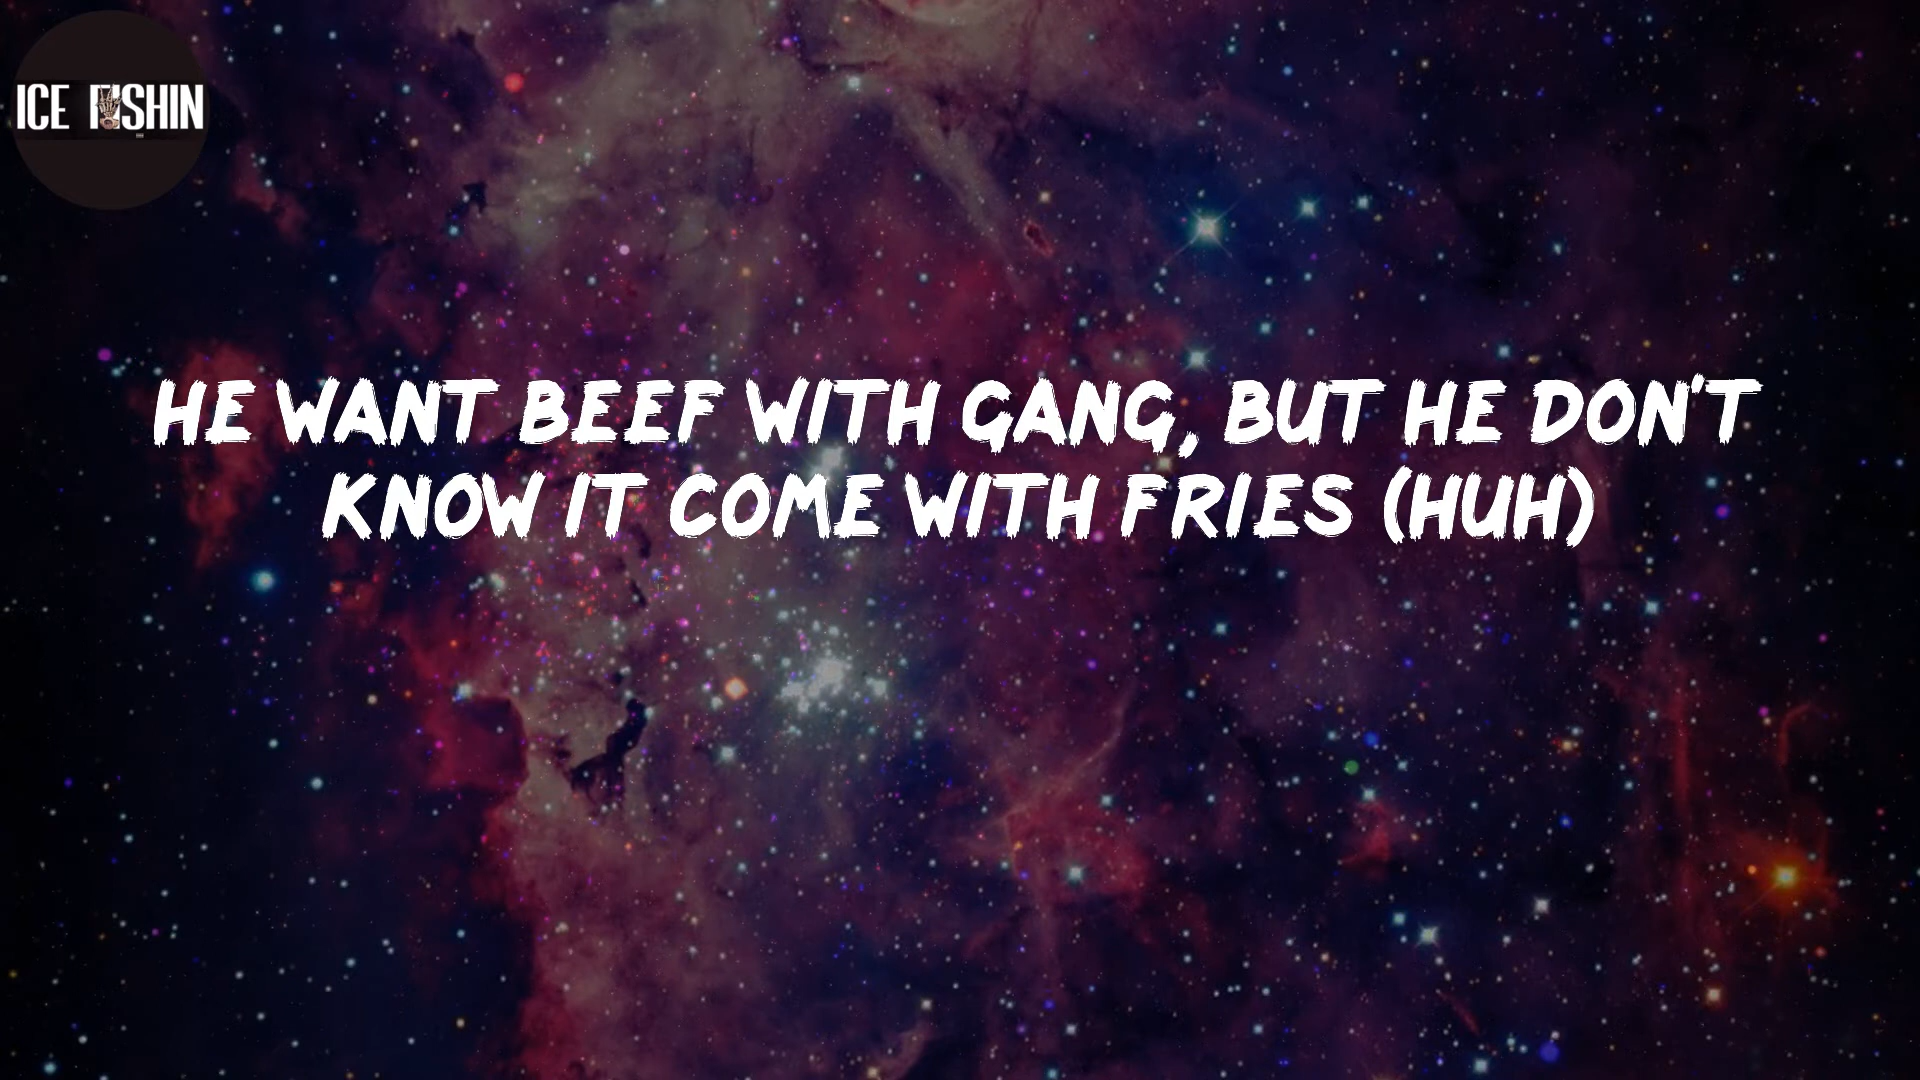 ICE FISHIN
HE WANT BEEF WITH GANG, BUT HE DON'T
KNOW IT COME WITH FRIES (HUH)